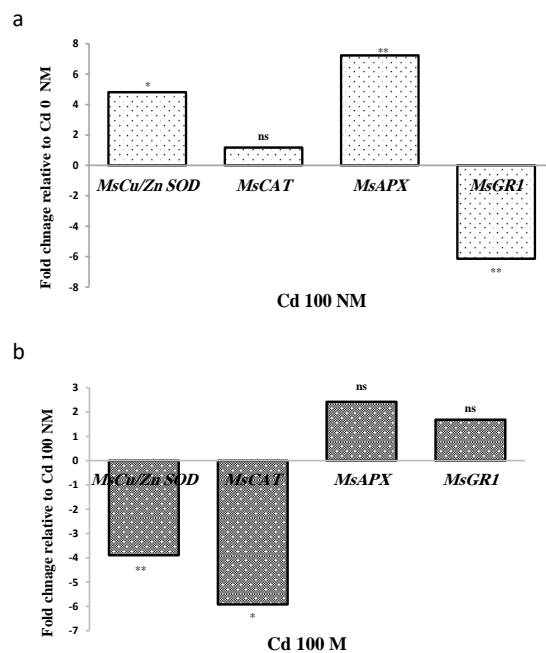 a
Fold chnage relative to Cd 0 NM
8
6
4
2
0
-2
-4
-6
-8
*
ns
**
**
MsCu/Zn SOD
MsCAT
MsAPX
MsGR1
Cd 100 NM
b
Fold chnage relative to Cd 100 NM
3
2
1
0
-1
-2
-3
-4
-5
-6
-7
ns
ns
MsCu/Zn SOD
MsCAT
MsAPX
MsGR1
**
*
Cd 100 M